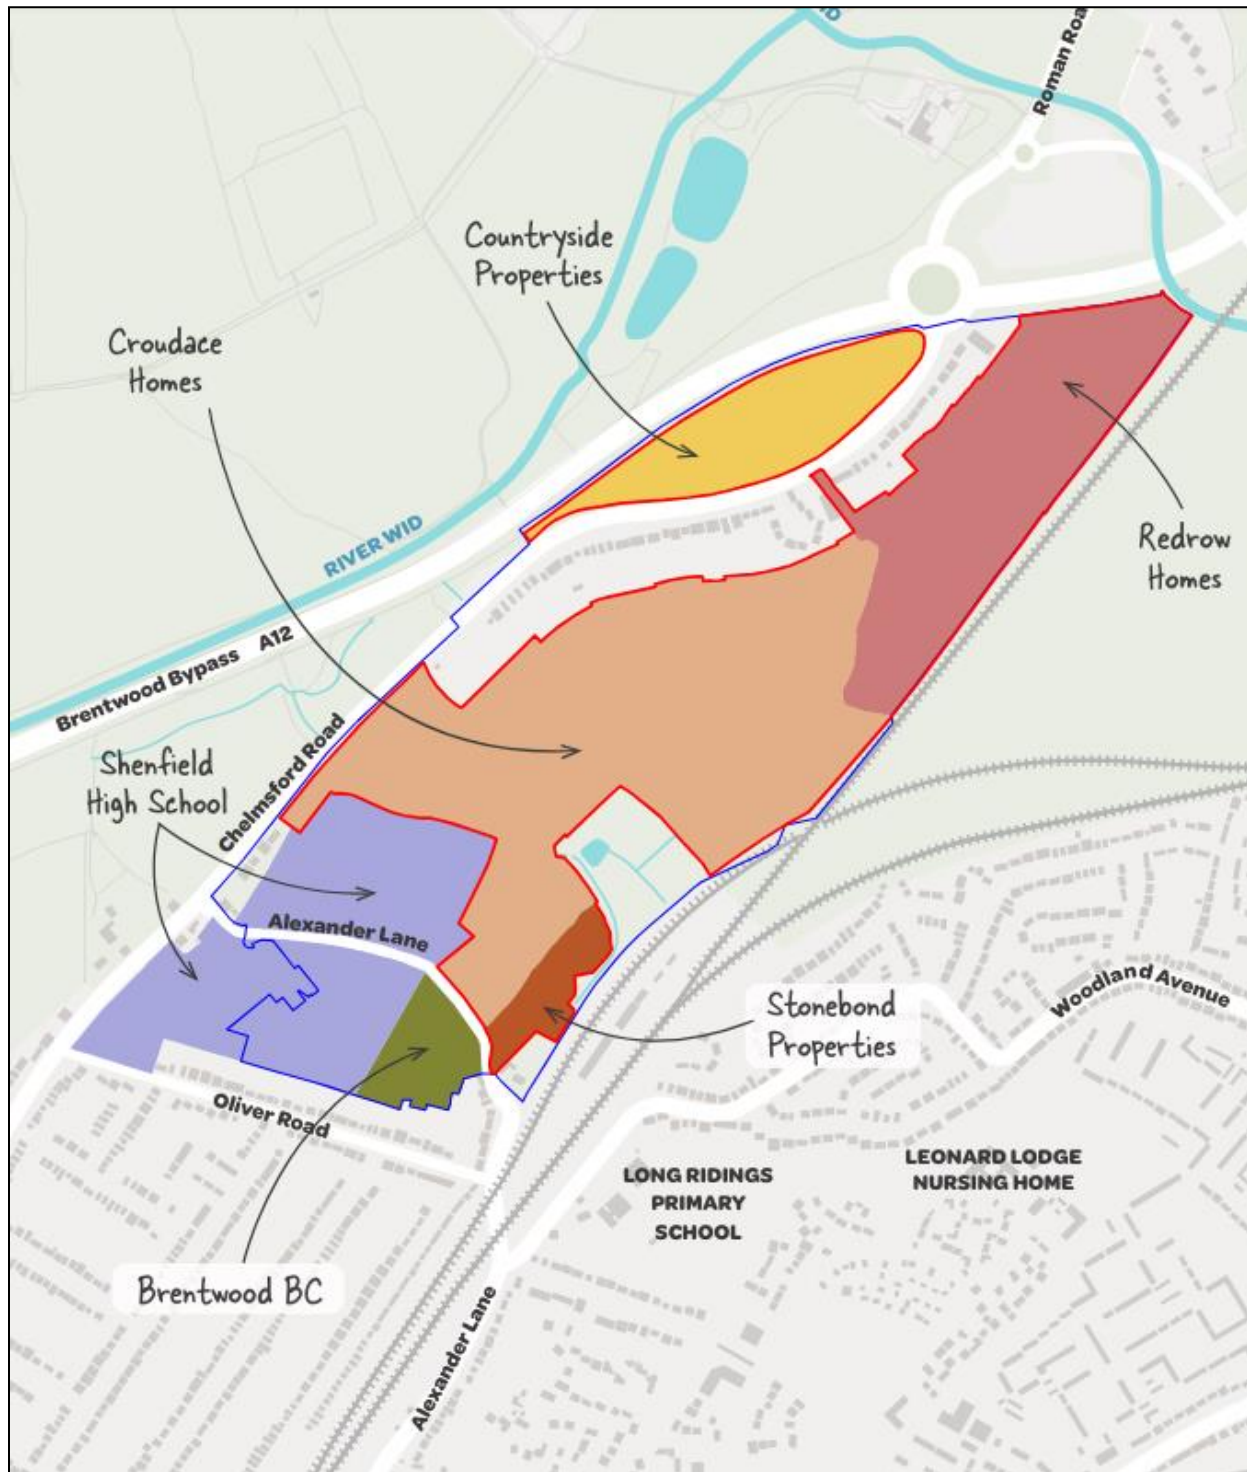 Roman Roa
Countryside
Properties
Croudace
Homes
RIVER WID
Redrow
Homes
Brentwood Bypass A12
Chelmsford Road
Shenfield
High School
Alexander Lane
Stonebond
Properties
Woodland Avenue
Oliver Road
LONG RIDINGS
PRIMARY
SCHOOL
LEONARD LODGE
NURSING HOME
Brentwood BC
Alexander Lane